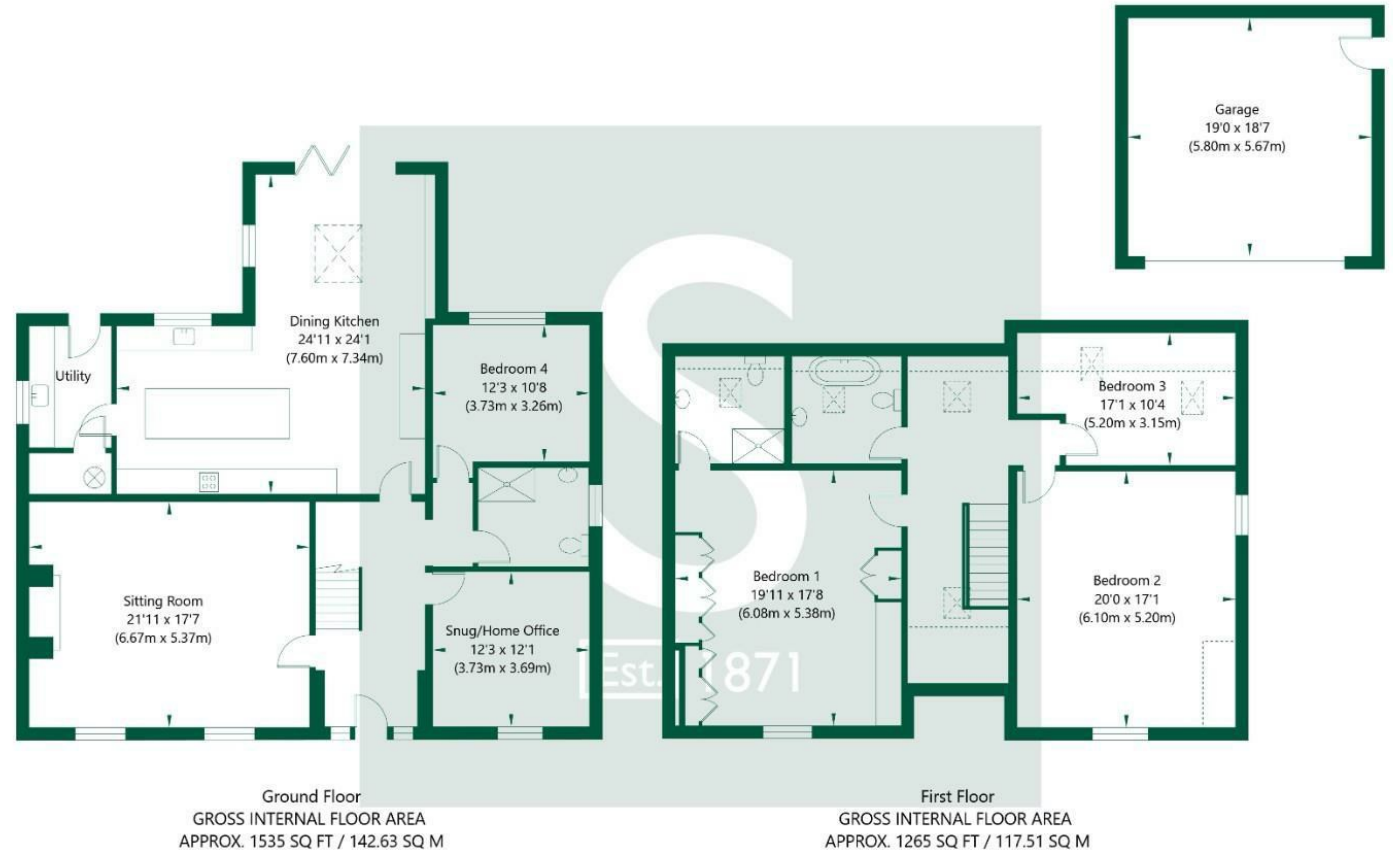 Garage
19'0 x 18'7
(5.80m x 5.67m)
Dining Kitchen
24'11 x 24'1
(7.60m x 7.34m)
Utility
Bedroom 4
12'3 x 10'8
(3.73m x 3.26m)
Sitting Room
21'11 x 17'7
(6.67m x 5.37m)
Snug/Home Office
12'3 x 12'1
(3.73m x 3.69m)
Bedroom 3
17'1 x 10'4
(5.20m x 3.15m)
Bedroom 1
19'11 x 17'8
(6.08m x 5.38m)
Bedroom 2
20'0 x 17'1
(6.10m x 5.20m)
S
Est. 1871
Ground Floor
GROSS INTERNAL FLOOR AREA
APPROX. 1535 SQ FT / 142.63 SQ M
First Floor
GROSS INTERNAL FLOOR AREA
APPROX. 1265 SQ FT / 117.51 SQ M